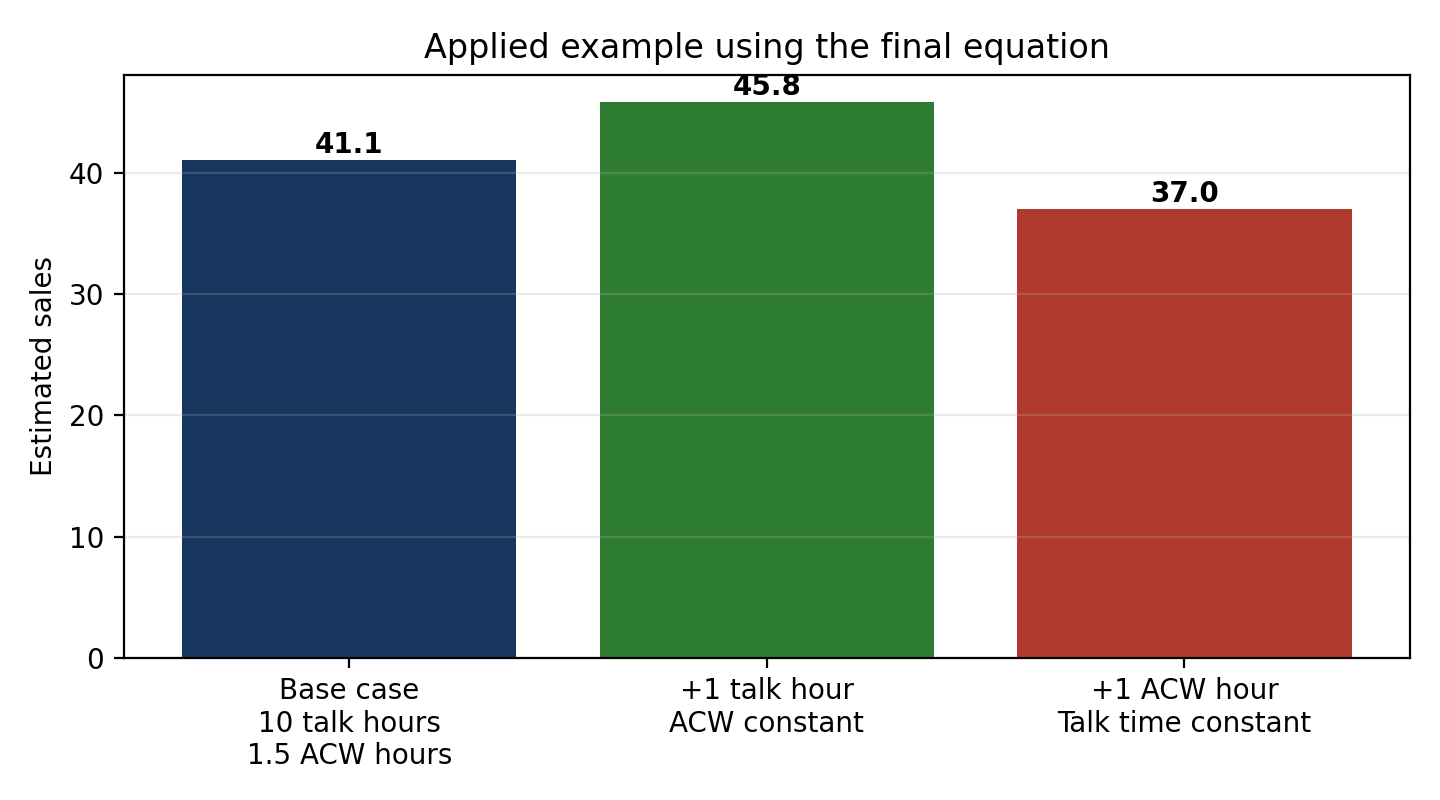 Applied example using the final equation
45.8
41.1
37.0
40
30
20
10
0
Estimated sales
Base case
10 talk hours
1.5 ACW hours
+1 talk hour
ACW constant
+1 ACW hour
Talk time constant